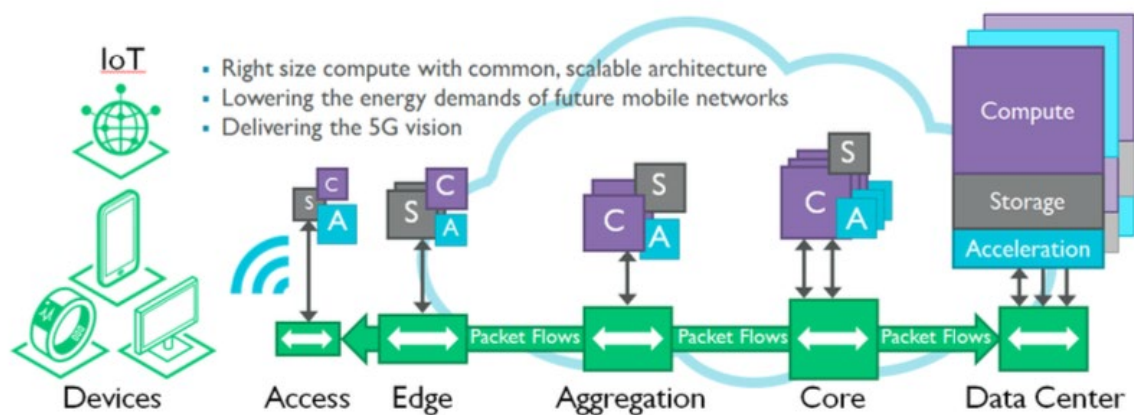 IoT
▪ Right size compute with common, scalable architecture
▪ Lowering the energy demands of future mobile networks
▪ Delivering the 5G vision
Compute
Storage
Acceleration
S C A
S C A
C S A
C S A
Packet Flows Packet Flows Packet Flows
Devices Access Edge Aggregation Core Data Center